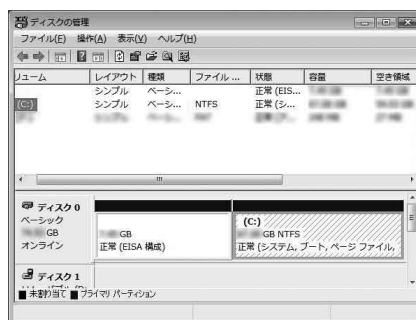 ディスクの管理
ファイル(F) 操作(A) 表示(V) ヘルプ(H)
リューム レイアウト 種類 ファイル ... 状態 容量 空き領域
シンプル ベーシ... 正常 (EIS...
(C:) シンプル ベーシ... NTFS 正常 (シ...
ディスク 0
ベーシック
GB
オンライン
GB
正常 (EISA 構成)
(C:)
GB NTFS
正常 (システム, ブート, ページ ファイル,
ディスク 1
未割り当て プライマリ パーティション